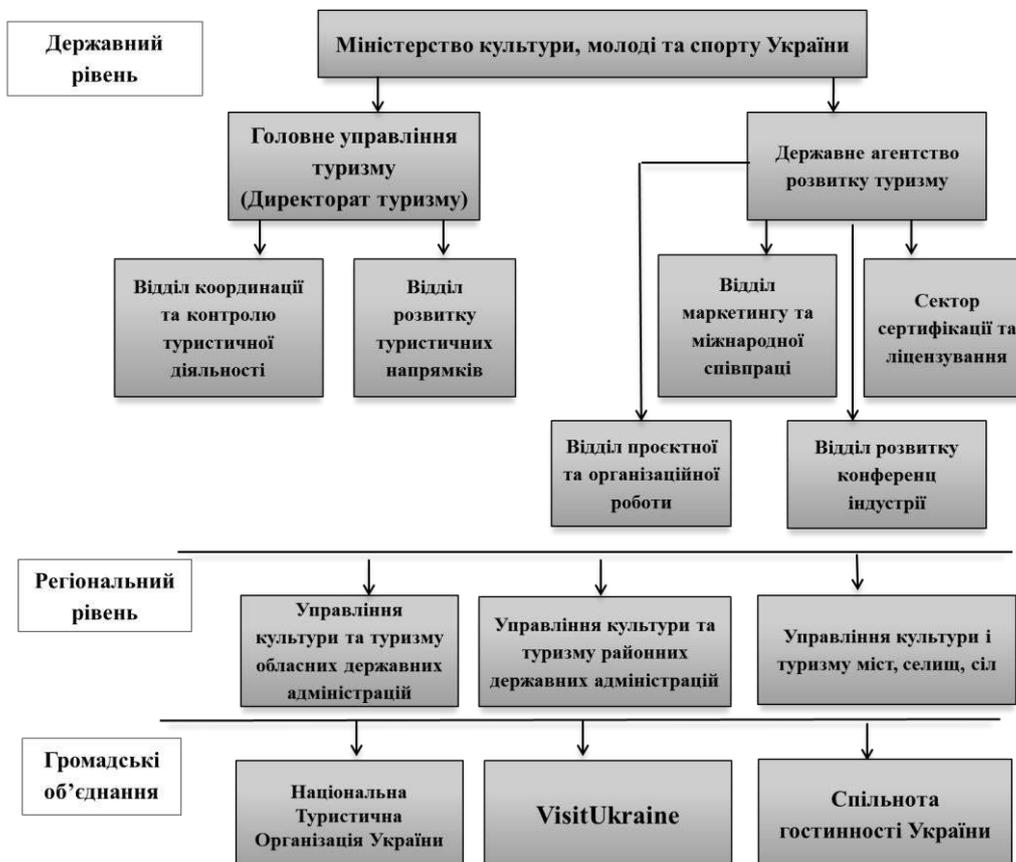 Державний
рівень
Міністерство культури, молоді та спорту України
Головне управління
туризму
(Директорат туризму)
Державне агентство
розвитку туризму
Відділ координації
та контролю
туристичної
діяльності
Відділ
розвитку
туристичних
напрямків
Відділ
маркетингу та
міжнародної
співпраці
Сектор
сертифікації та
ліцензування
Відділ проєктної
та організаційної
роботи
Відділ розвитку
конференц
індустрії
Регіональний
рівень
Управління
культури та туризму
обласних державних
адміністрацій
Управління культури та
туризму районних
державних адміністрацій
Управління культури і
туризму міст, селищ, сіл
Громадські
об’єднання
Національна
Туристична
Організація України
VisitUkraine
Спільнота
гостинності України